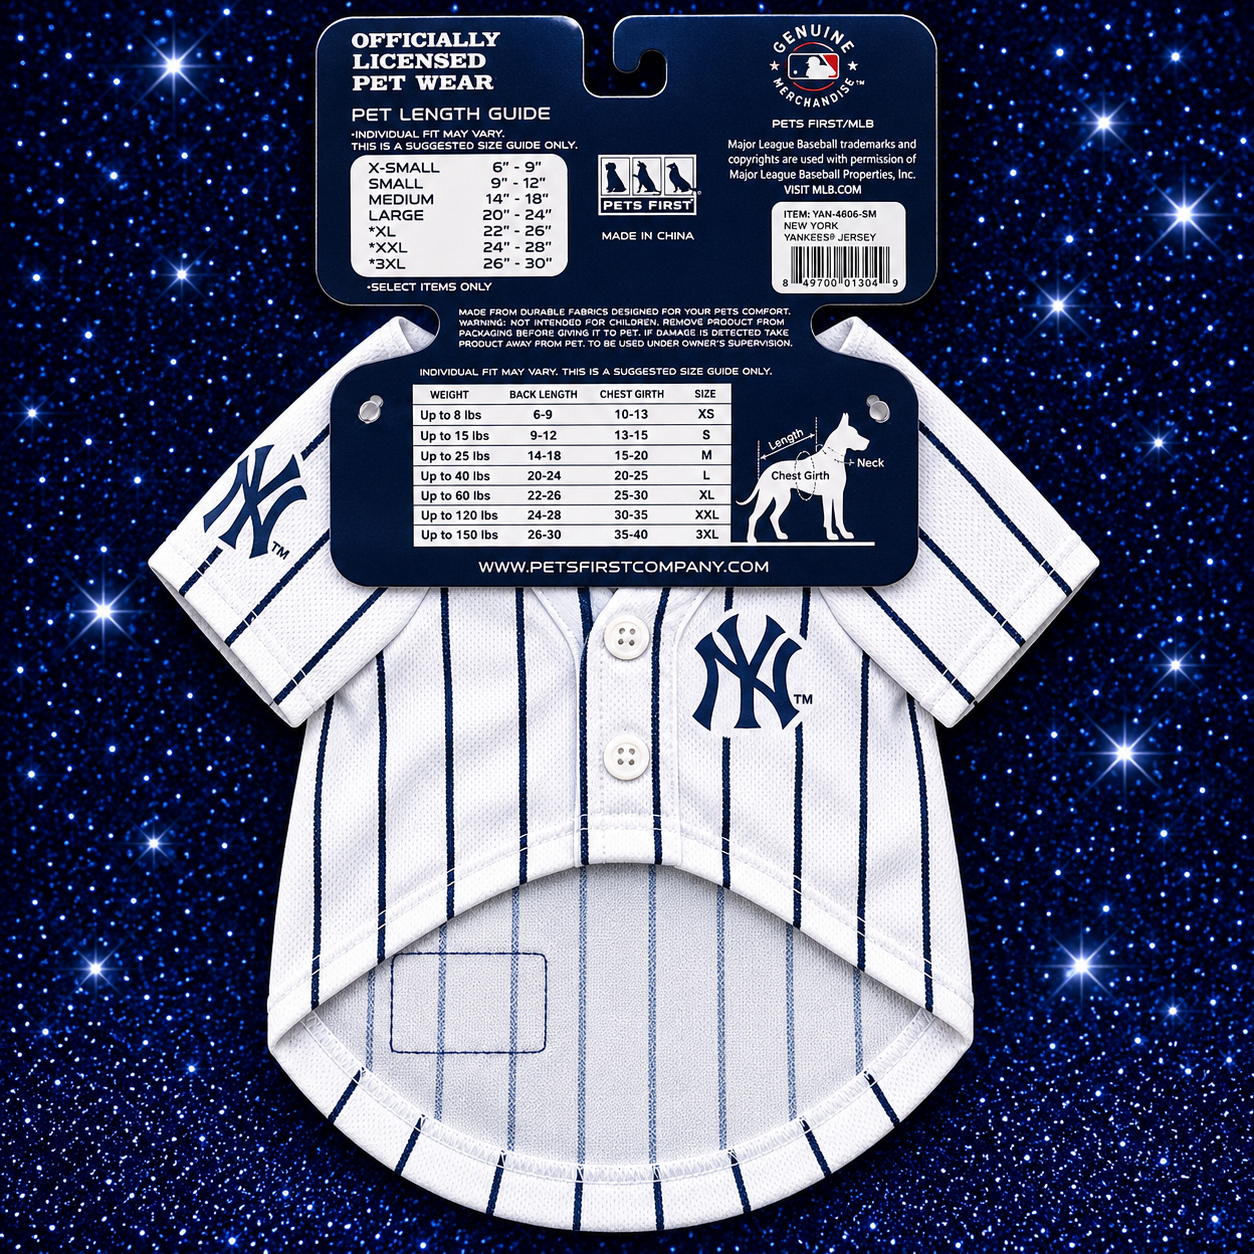 OFFICIALLY
LICENSED
PET WEAR
PET LENGTH GUIDE
•INDIVIDUAL FIT MAY VARY.
THIS IS A SUGGESTED SIZE GUIDE ONLY.
X-SMALL 6" - 9"
SMALL 9" - 12"
MEDIUM 14" - 18"
LARGE 20" - 24"
*XL 22" - 26"
*XXL 24" - 28"
*3XL 26" - 30"
•SELECT ITEMS ONLY
PETS FIRST
MADE IN CHINA
GENUINE
MERCHANDISE™
PETS FIRST/MLB
Major League Baseball trademarks and
copyrights are used with permission of
Major League Baseball Properties, Inc.
VISIT MLB.COM
ITEM: YAN-4606-SM
NEW YORK
YANKEES® JERSEY
8 49700 01304 9
MADE FROM DURABLE FABRICS DESIGNED FOR YOUR PETS COMFORT.
WARNING: NOT INTENDED FOR CHILDREN. REMOVE PRODUCT FROM
PACKAGING BEFORE GIVING IT TO PET. IF DAMAGE IS DETECTED TAKE
PRODUCT AWAY FROM PET. TO BE USED UNDER OWNER'S SUPERVISION.
INDIVIDUAL FIT MAY VARY. THIS IS A SUGGESTED SIZE GUIDE ONLY.
WEIGHT BACK LENGTH CHEST GIRTH SIZE
Up to 8 lbs 6-9 10-13 XS
Up to 15 lbs 9-12 13-15 S
Up to 25 lbs 14-18 15-20 M
Up to 40 lbs 20-24 20-25 L
Up to 60 lbs 22-26 25-30 XL
Up to 120 lbs 24-28 30-35 XXL
Up to 150 lbs 26-30 35-40 3XL
Length
Neck
Chest Girth
WWW.PETSFIRSTCOMPANY.COM
NY™
NY™